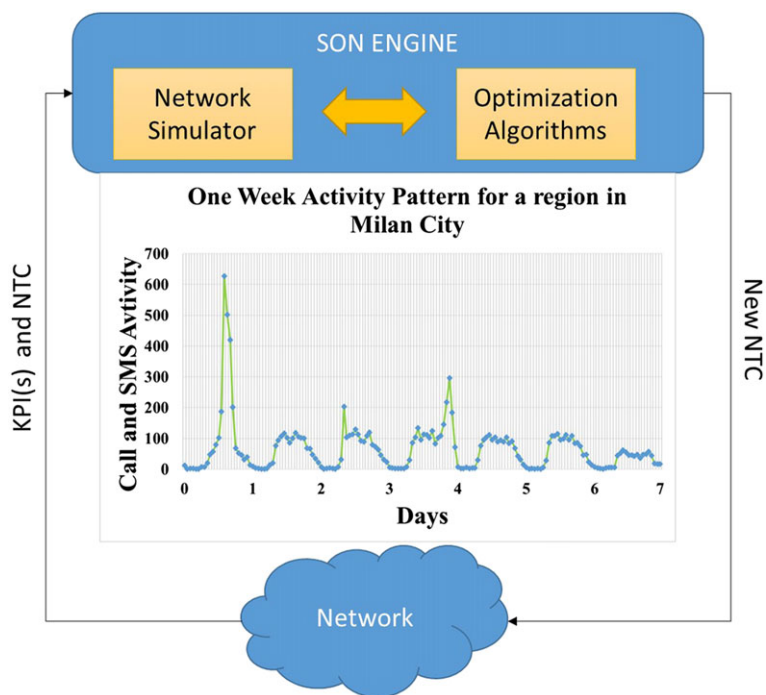 SON ENGINE
Network
Simulator
Optimization
Algorithms
One Week Activity Pattern for a region in
Milan City
Call and SMS Avtivity
700
600
500
400
300
200
100
0
0 1 2 3 4 5 6 7
Days
KPI(s) and NTC
New NTC
Network